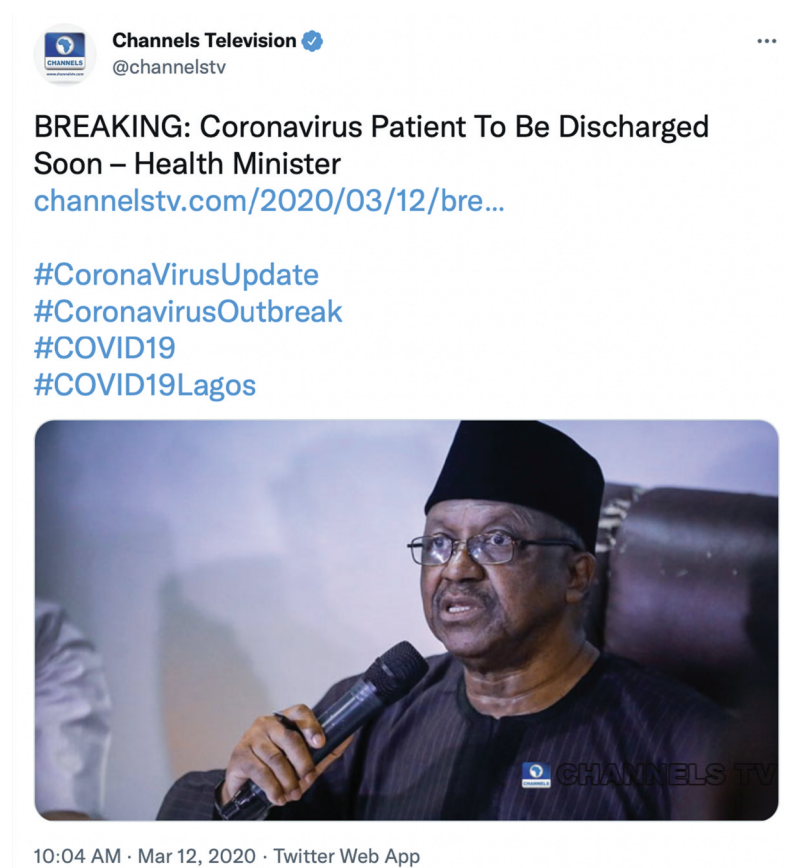 Channels Television
@channelstv
BREAKING: Coronavirus Patient To Be Discharged
Soon – Health Minister
channelstv.com/2020/03/12/bre...
#CoronaVirusUpdate
#CoronavirusOutbreak
#COVID19
#COVID19Lagos
CHANNELS TV
10:04 AM · Mar 12, 2020 · Twitter Web App